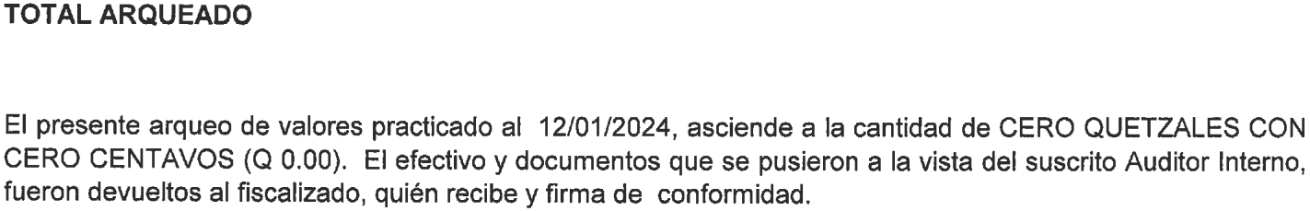 TOTAL ARQUEADO
El presente arqueo de valores practicado al 12/01/2024, asciende a la cantidad de CERO QUETZALES CON
CERO CENTAVOS (Q 0.00). El efectivo y documentos que se pusieron a la vista del suscrito Auditor Interno,
fueron devueltos al fiscalizado, quién recibe y firma de conformidad.